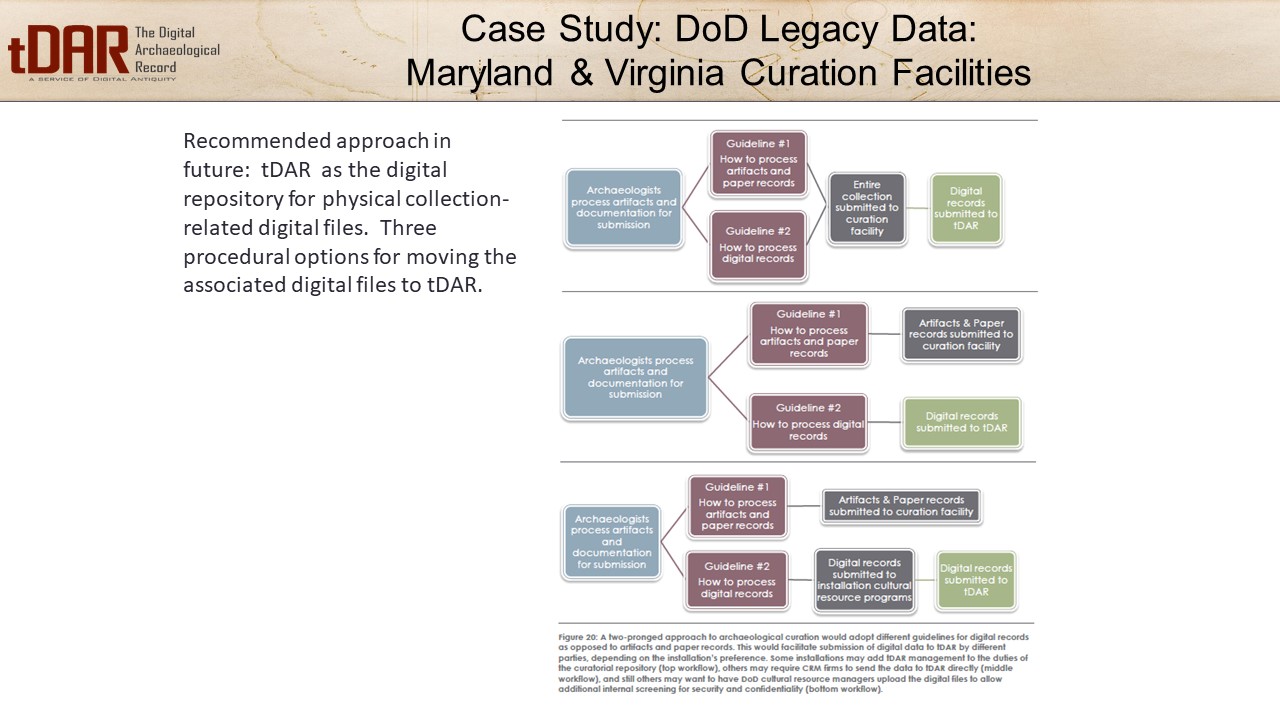 tDAR
The Digital
Archaeological
Record
A SERVICE OF DIGITAL ANTIQUITY
Case Study: DoD Legacy Data:
Maryland & Virginia Curation Facilities
Recommended approach in
future: tDAR as the digital
repository for physical collection-
related digital files. Three
procedural options for moving the
associated digital files to tDAR.
Archaeologists
process artifacts and
documentation for
submission
Guideline #1
How to process
artifacts and
paper records
Guideline #2
How to process
digital records
Entire
collection
submitted to
curation
facility
Digital
records
submitted to
tDAR
Archaeologists process
artifacts and
documentation for
submission
Guideline #1
How to process
artifacts and paper
records
Artifacts & Paper
records submitted to
curation facility
Guideline #2
How to process digital
records
Digital records
submitted to tDAR
Archaeologists
process artifacts
and
documentation
for submission
Guideline #1
How to process
artifacts and
paper records
Artifacts & Paper records
submitted to curation facility
Guideline #2
How to process
digital records
Digital records
submitted to
installation cultural
resource programs
Digital records
submitted to
tDAR
Figure 20: A two-pronged approach to archaeological curation would adopt different guidelines for digital records
as opposed to artifacts and paper records. This would facilitate submission of digital data to tDAR by different
parties, depending on the installation's preference. Some installations may add tDAR management to the duties of
the curatorial repository (top workflow), others may require CRM firms to send the data to tDAR directly (middle
workflow), and still others may want to have DoD cultural resource managers upload the digital files to allow
additional internal screening for security and confidentiality (bottom workflow).